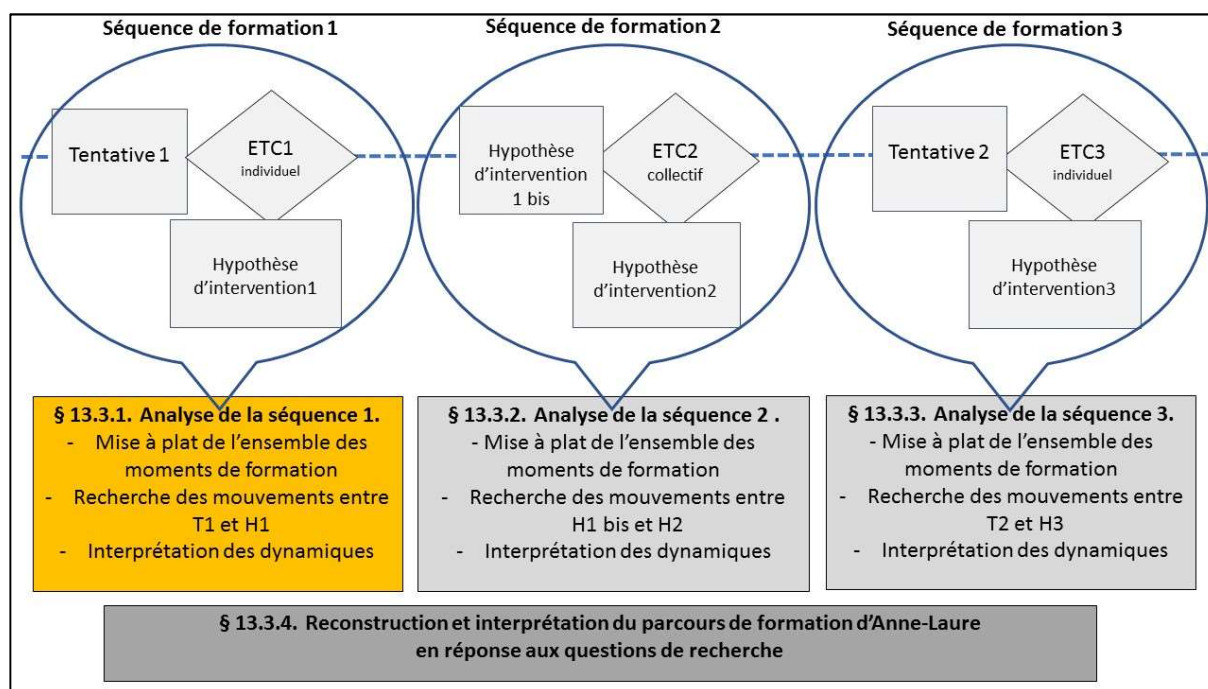 Séquence de formation 1
Tentative 1
ETC1
individuel
Hypothèse
d'intervention1
Séquence de formation 2
Hypothèse
d'intervention
1 bis
ETC2
collectif
Hypothèse
d'intervention2
Séquence de formation 3
Tentative 2
ETC3
individuel
Hypothèse
d'intervention3
§ 13.3.1. Analyse de la séquence 1.
- Mise à plat de l'ensemble des
moments de formation
- Recherche des mouvements entre
T1 et H1
- Interprétation des dynamiques
§ 13.3.2. Analyse de la séquence 2 .
- Mise à plat de l'ensemble des
moments de formation
- Recherche des mouvements entre
H1 bis et H2
- Interprétation des dynamiques
§ 13.3.3. Analyse de la séquence 3.
- Mise à plat de l'ensemble des
moments de formation
- Recherche des mouvements entre
T2 et H3
- Interprétation des dynamiques
§ 13.3.4. Reconstruction et interprétation du parcours de formation d'Anne-Laure
en réponse aux questions de recherche